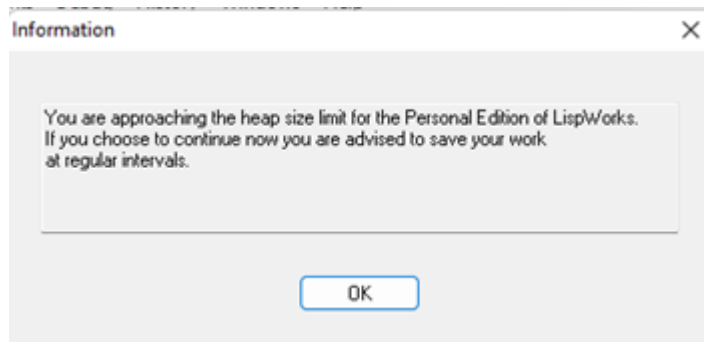 Information
You are approaching the heap size limit for the Personal Edition of LispWorks.
If you choose to continue now you are advised to save your work
at regular intervals.
OK